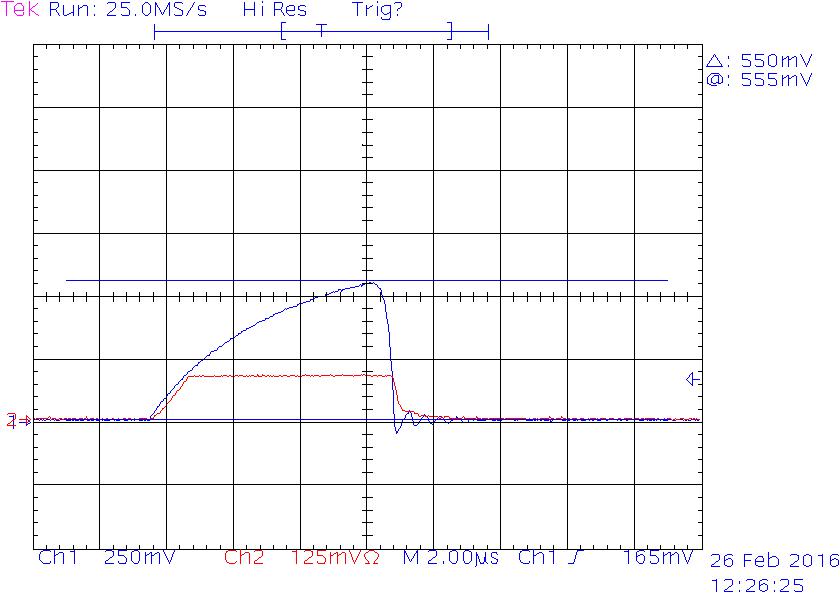 Tek Run: 25.0MS/s Hi Res Trig?
T
Δ: 550mV
@: 555mV
Ch1 250mV Ch2 125mVΩ M 2.00µs Ch1 165mV
26 Feb 2016
12:26:25